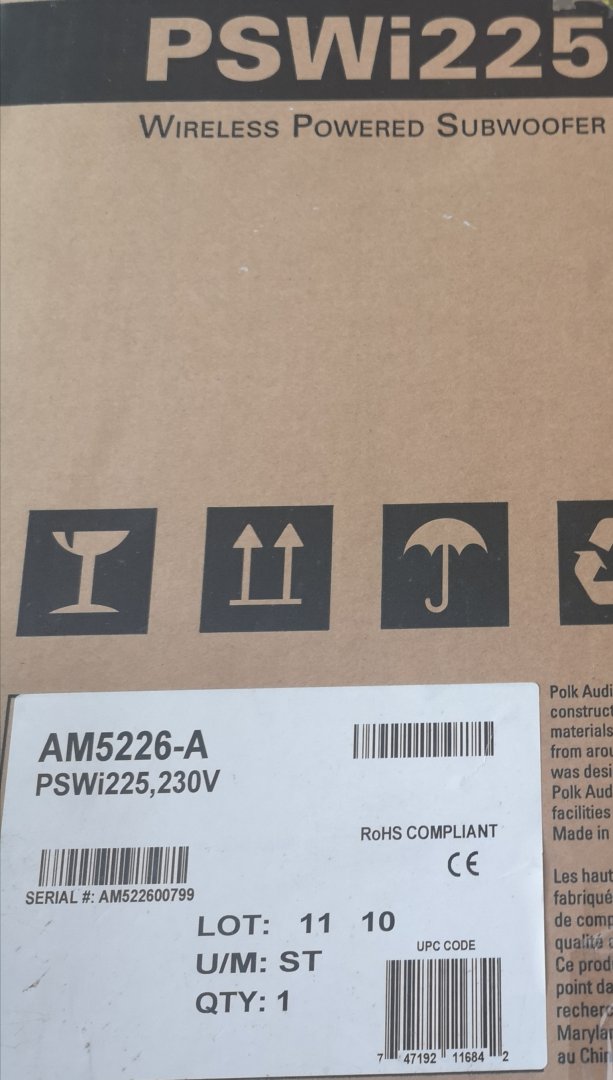 PSWi225
WIRELESS POWERED SUBWOOFER
AM5226-A
PSWi225,230V
RoHS COMPLIANT
CE
SERIAL #: AM522600799
LOT: 11 10
U/M: ST
QTY: 1
UPC CODE
7 47192 11684 2
Polk Audi
construct
materials
from arou
was desi
Polk Aud
facilities
Made in
Les haut
fabriqué
de comp
qualité
Ce prod
point da
recherc
Marylan
au Chin